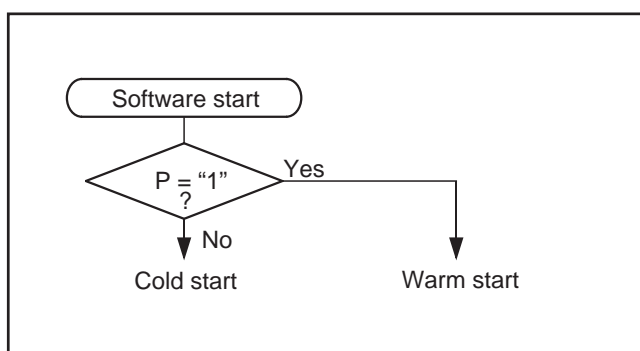 Software start
P = “1”
?
Yes
No
Cold start
Warm start